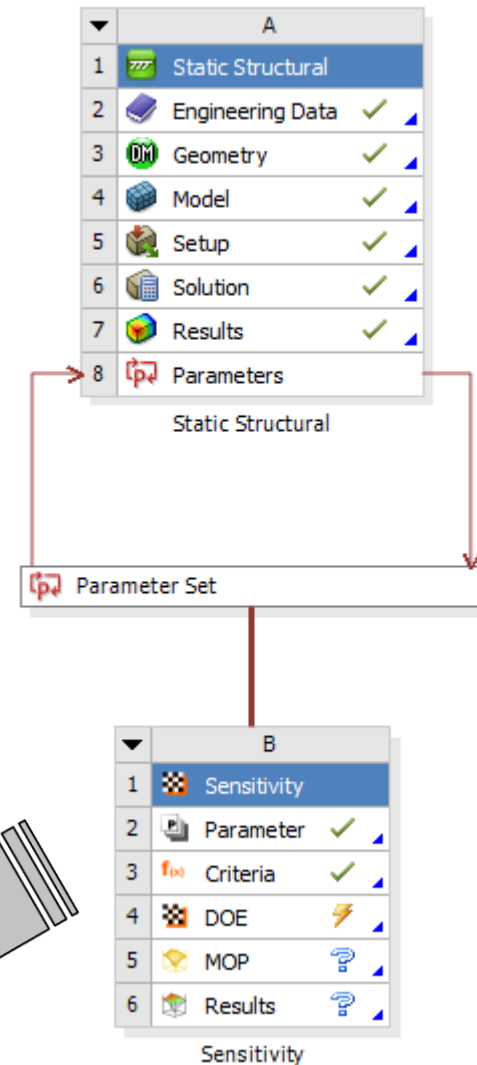 A
1 Static Structural
2 Engineering Data
3 DM Geometry
4 Model
5 Setup
6 Solution
7 Results
8 p Parameters
Static Structural
p Parameter Set
B
1 Sensitivity
2 P Parameter
3 f(x) Criteria
4 DOE
5 MOP ?
6 Results ?
Sensitivity